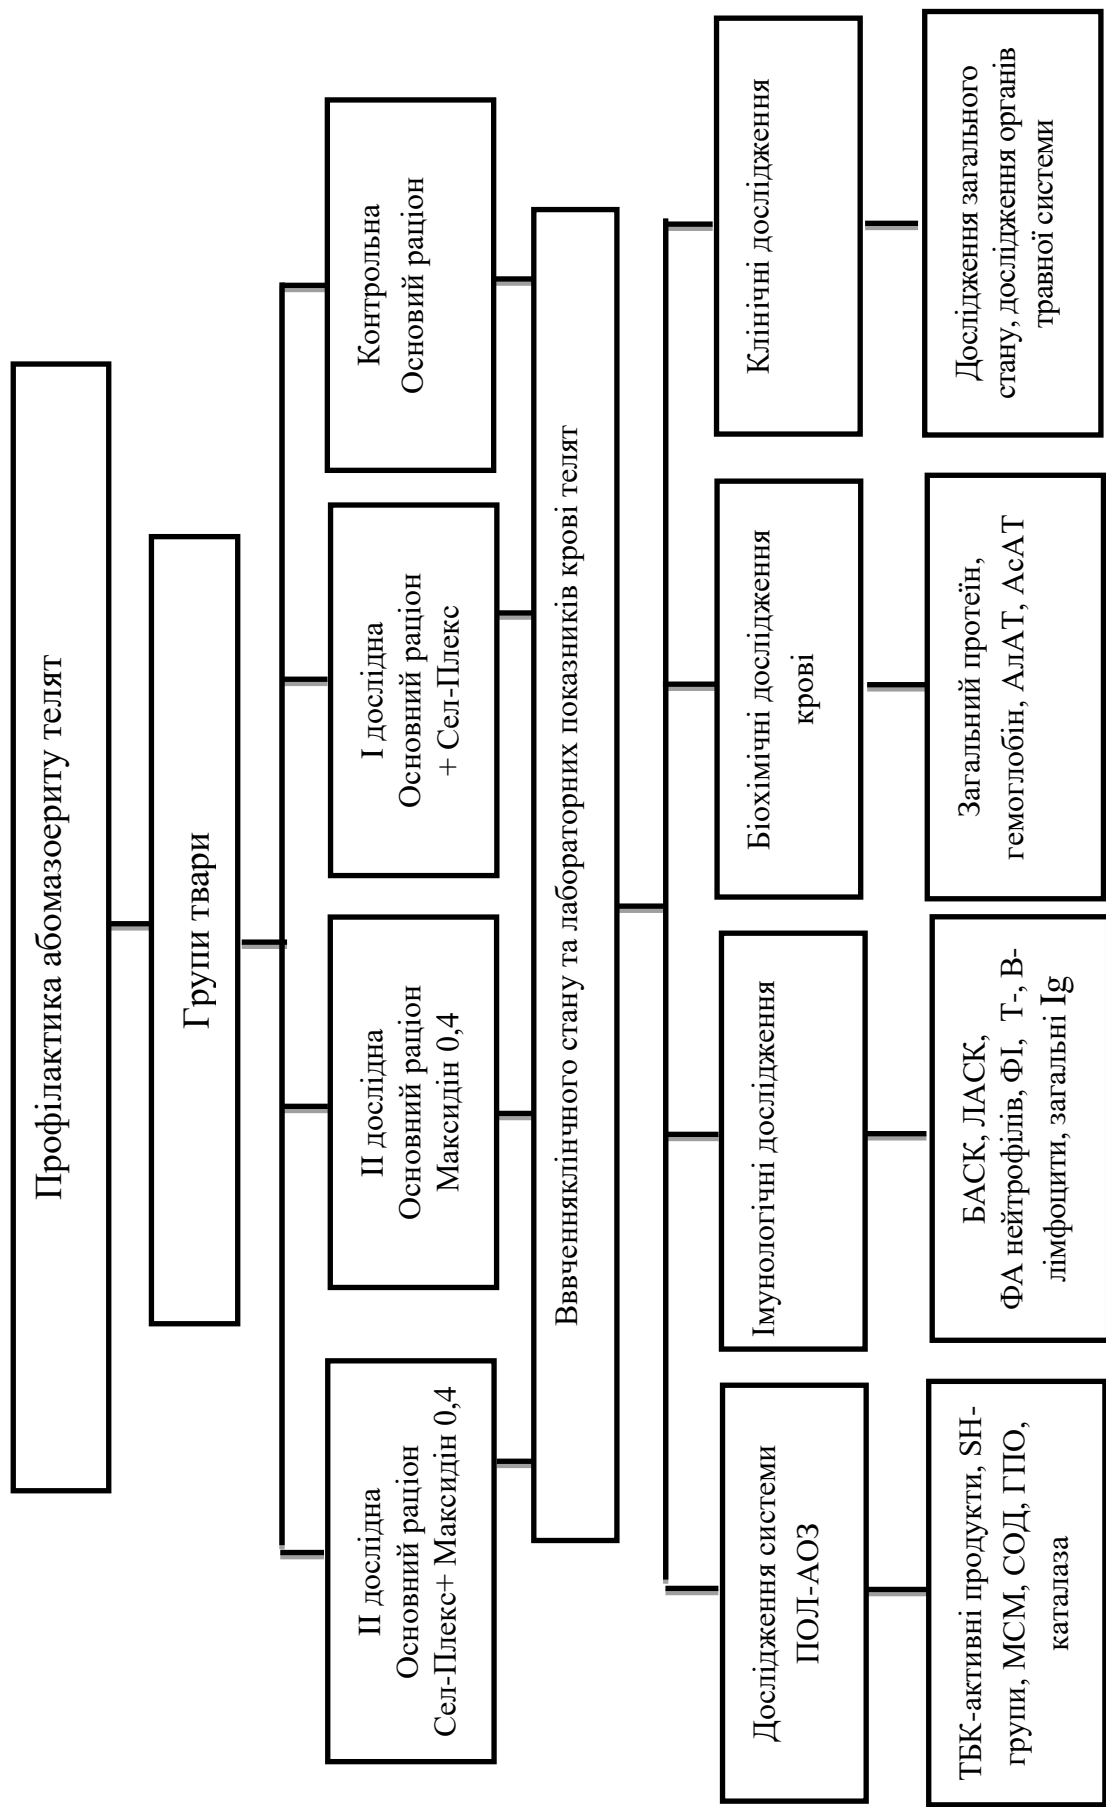 Профілактика абомазоериту телят
Групи твари
ІІ дослідна
Основний раціон
Сел-Плекс+ Максидін 0,4
ІІ дослідна
Основний раціон
Максидін 0,4
І дослідна
Основний раціон
+ Сел-Плекс
Контрольна
Основий раціон
Вввченняклінічного стану та лабораторних показників крові телят
Дослідження системи
ПОЛ-АОЗ
Імунологічні дослідження
Біохімічні дослідження
крові
Клінічні дослідження
ТБК-активні продукти, SH-
групи, МСМ, СОД, ГПО,
каталаза
БАСК, ЛАСК,
ФА нейтрофілів, ФІ, Т-, В-
лімфоцити, загальні Ig
Загальний протеїн,
гемоглобін, АлАТ, АсАТ
Дослідження загального
стану, дослідження органів
травної системи